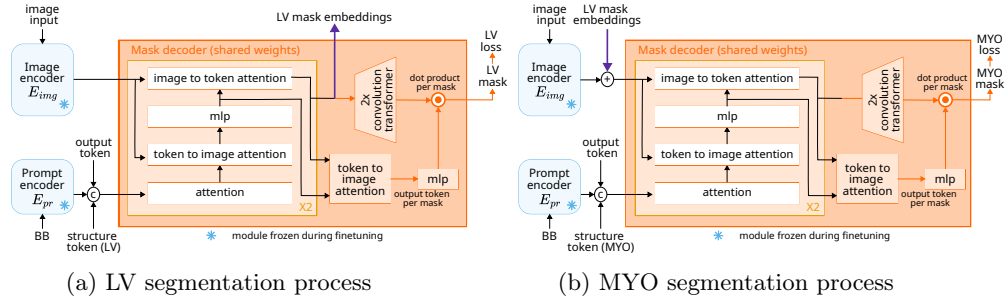 image
input
LV mask embeddings
Image
encoder
E_img
Mask decoder (shared weights)
image to token attention
mlp
token to image attention
attention
X2
2x
convolution
transformer
dot product
per mask
LV
loss
LV
mask
token to
image
attention
mlp
output token
per mask
output
token
Prompt
encoder
E_pr
C
BB
structure
token (LV)
module frozen during finetuning
(a) LV segmentation process
image
input
LV mask
embeddings
Image
encoder
E_img
+
Mask decoder (shared weights)
image to token attention
mlp
token to image attention
attention
X2
2x
convolution
transformer
dot product
per mask
MYO
loss
MYO
mask
token to
image
attention
mlp
output token
per mask
output
token
Prompt
encoder
E_pr
C
BB
structure
token (MYO)
module frozen during finetuning
(b) MYO segmentation process